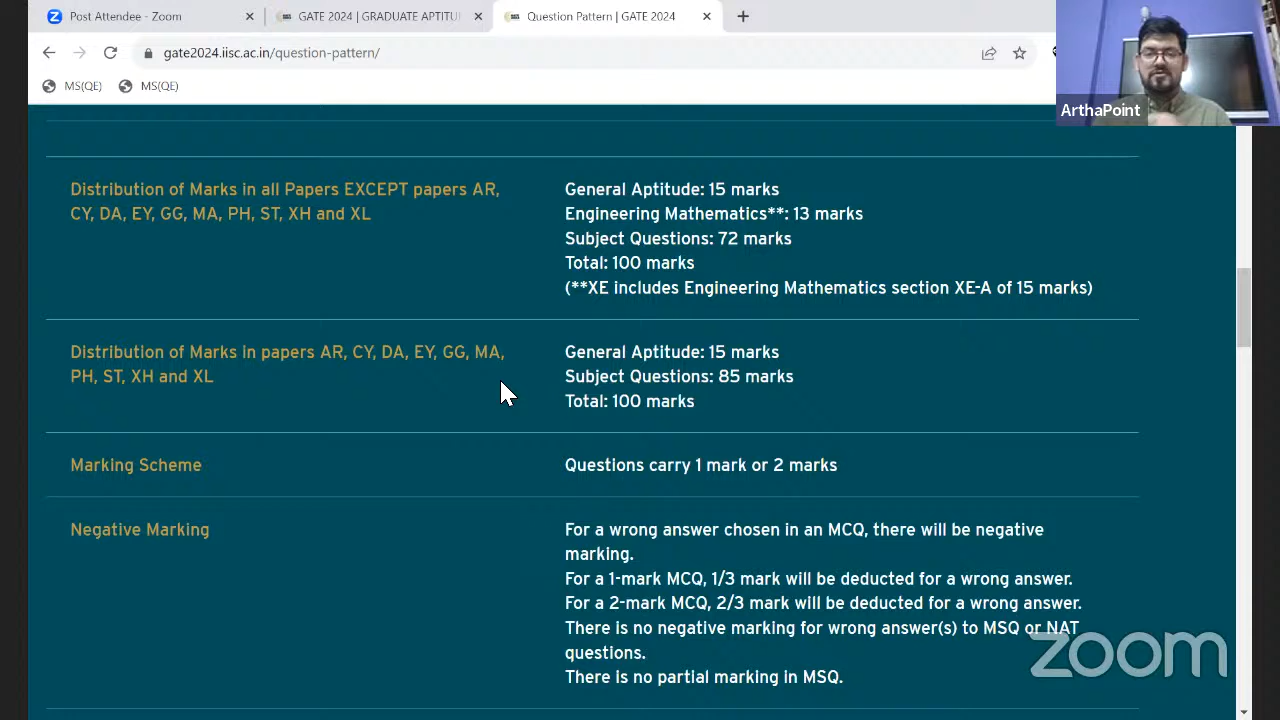 Post Attendee - Zoom
GATE 2024 | GRADUATE APTITU
Question Pattern | GATE 2024
gate2024.iisc.ac.in/question-pattern/
MS(QE)
MS(QE)
ArthaPoint
Distribution of Marks in all Papers EXCEPT papers AR,
CY, DA, EY, GG, MA, PH, ST, XH and XL
General Aptitude: 15 marks
Engineering Mathematics**: 13 marks
Subject Questions: 72 marks
Total: 100 marks
(**XE includes Engineering Mathematics section XE-A of 15 marks)
Distribution of Marks in papers AR, CY, DA, EY, GG, MA,
PH, ST, XH and XL
General Aptitude: 15 marks
Subject Questions: 85 marks
Total: 100 marks
Marking Scheme
Questions carry 1 mark or 2 marks
Negative Marking
For a wrong answer chosen in an MCQ, there will be negative
marking.
For a 1-mark MCQ, 1/3 mark will be deducted for a wrong answer.
For a 2-mark MCQ, 2/3 mark will be deducted for a wrong answer.
There is no negative marking for wrong answer(s) to MSQ or NAT
questions.
There is no partial marking in MSQ.
zoom